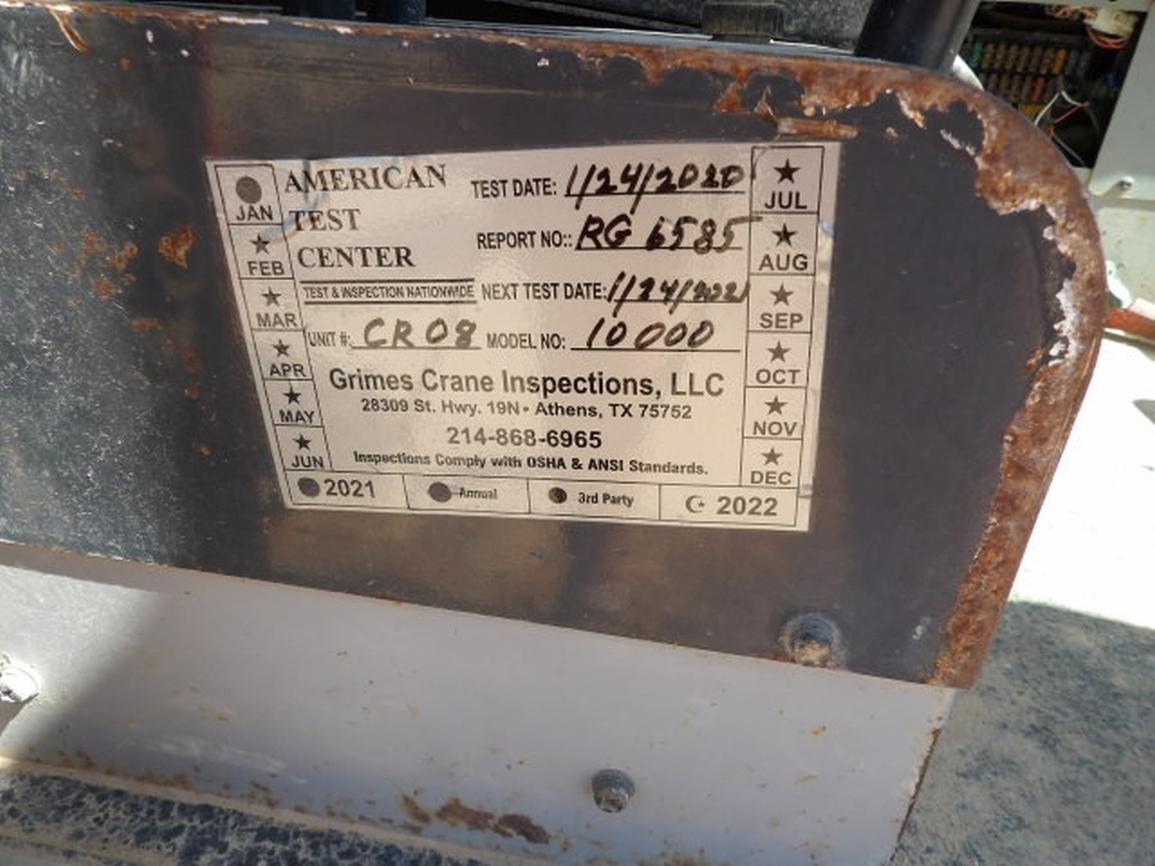 AMERICAN TEST DATE: 1/24/2020
TEST
REPORT NO:: RG 6585
CENTER
TEST & INSPECTION NATIONWIDE NEXT TEST DATE: 1/24/2021
UNIT #: CR08 MODEL NO: 10000
Grimes Crane Inspections, LLC
28309 St. Hwy. 19N • Athens, TX 75752
214-868-6965
Inspections Comply with OSHA & ANSI Standards.
JAN
FEB
MAR
APR
MAY
JUN
★ JUL
★ AUG
★ SEP
★ OCT
★ NOV
★ DEC
2021 Annual 3rd Party ☪ 2022